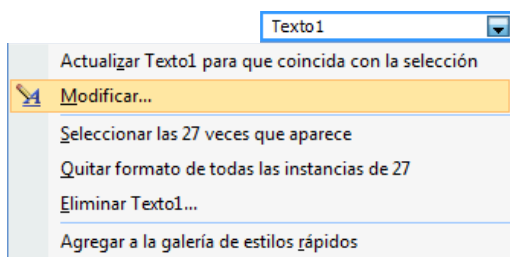 Texto1
Actualizar Texto1 para que coincida con la selección
Modificar...
Seleccionar las 27 veces que aparece
Quitar formato de todas las instancias de 27
Eliminar Texto1...
Agregar a la galería de estilos rápidos